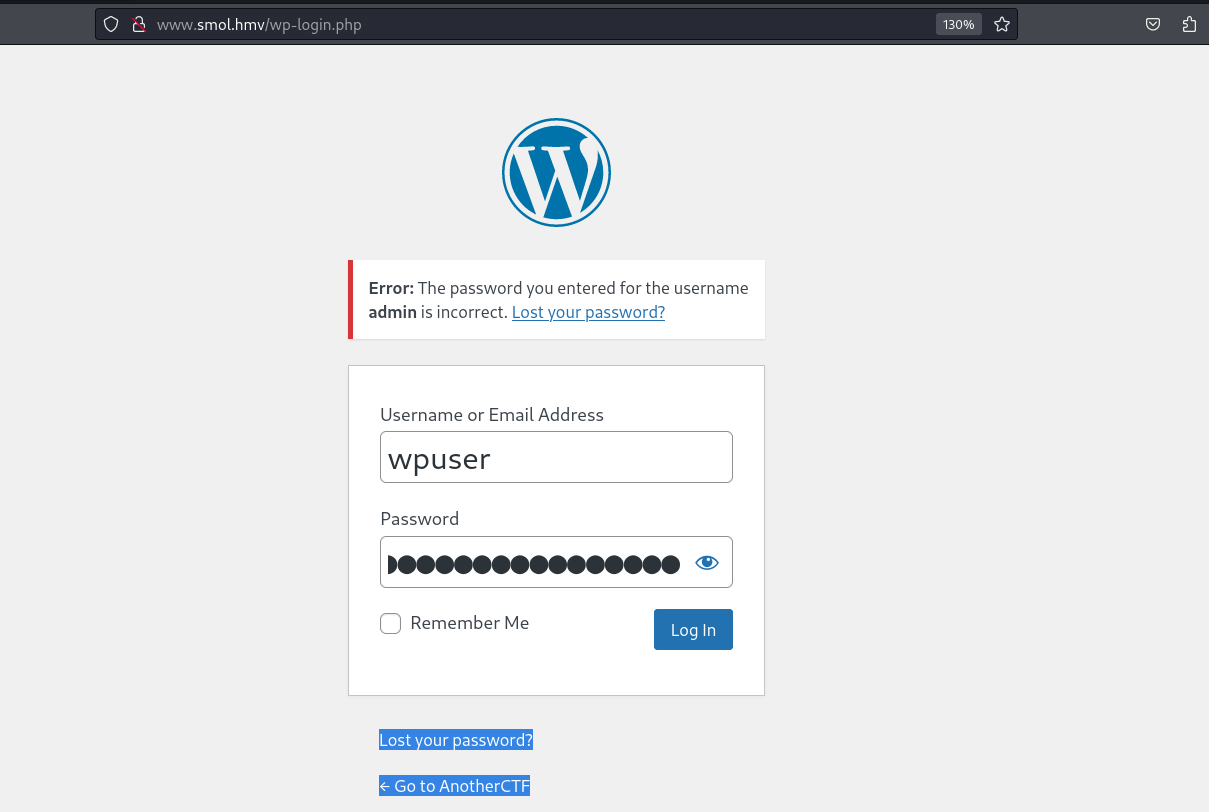 www.smol.hmv/wp-login.php 130%
Error: The password you entered for the username
admin is incorrect. Lost your password?
Username or Email Address
wpuser
Password
Remember Me
Log In
Lost your password?
← Go to AnotherCTF